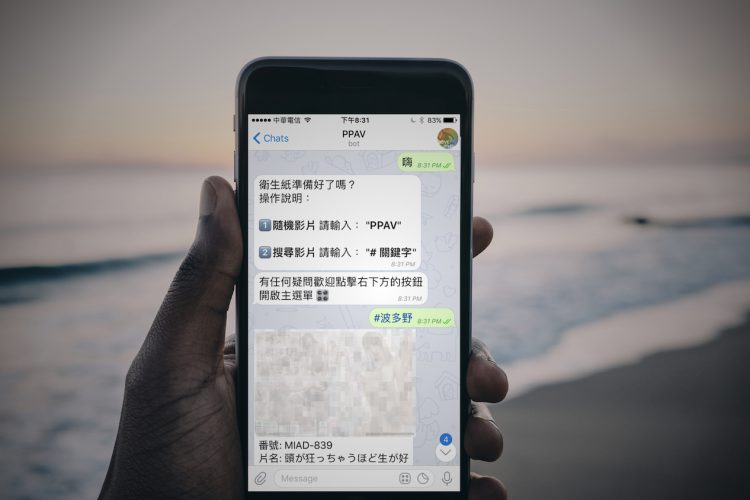 中華電信
下午8:31
83%
Chats
PPAV
bot
嗨 8:31 PM
衛生紙準備好了嗎？
操作說明：
1 隨機影片 請輸入： "PPAV"
2 搜尋影片 請輸入： "# 關鍵字"
8:31 PM
有任何疑問歡迎點擊右下方的按鈕
開啟主選單
8:31 PM
#波多野 8:31 PM
番號: MIAD-839
片名: 頭が狂っちゃうほど生が好
4
Message